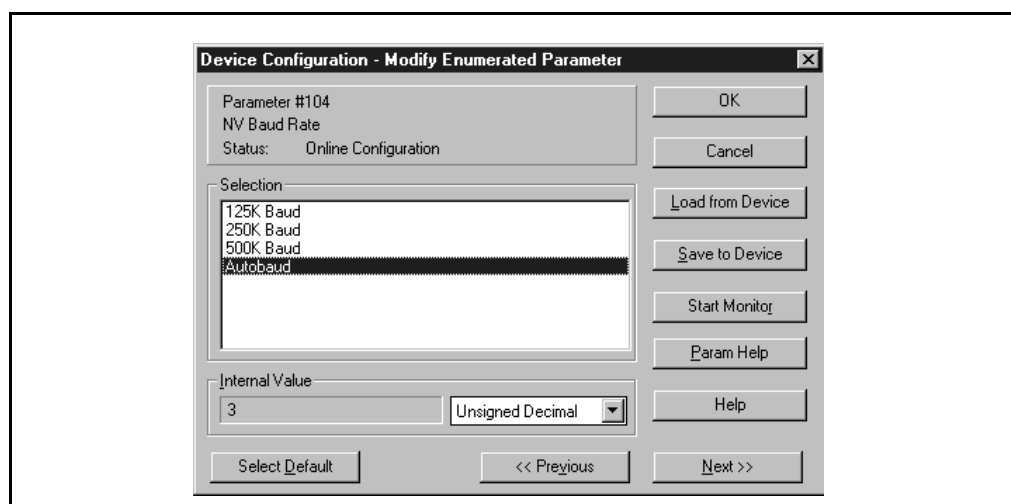 Device Configuration - Modify Enumerated Parameter
Parameter #104
NV Baud Rate
Status: Online Configuration
Selection
125K Baud
250K Baud
500K Baud
Autobaud
Internal Value
3
Unsigned Decimal
OK
Cancel
Load from Device
Save to Device
Start Monitor
Param Help
Help
Select Default
<< Previous
Next >>